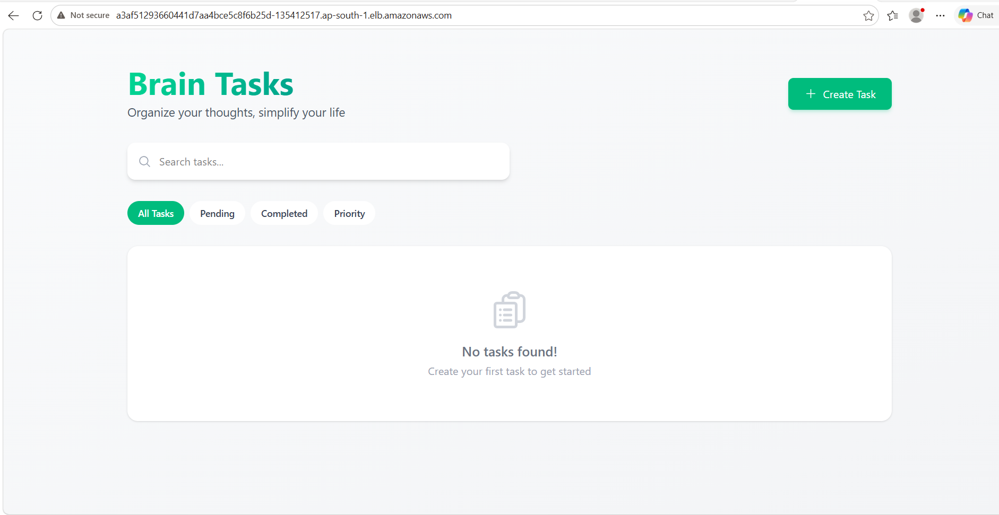 Not secure a3af51293660441d7aa4bce5c8f6b25d-135412517.ap-south-1.elb.amazonaws.com
Chat
Brain Tasks
Organize your thoughts, simplify your life
Create Task
Search tasks...
All Tasks Pending Completed Priority
No tasks found!
Create your first task to get started